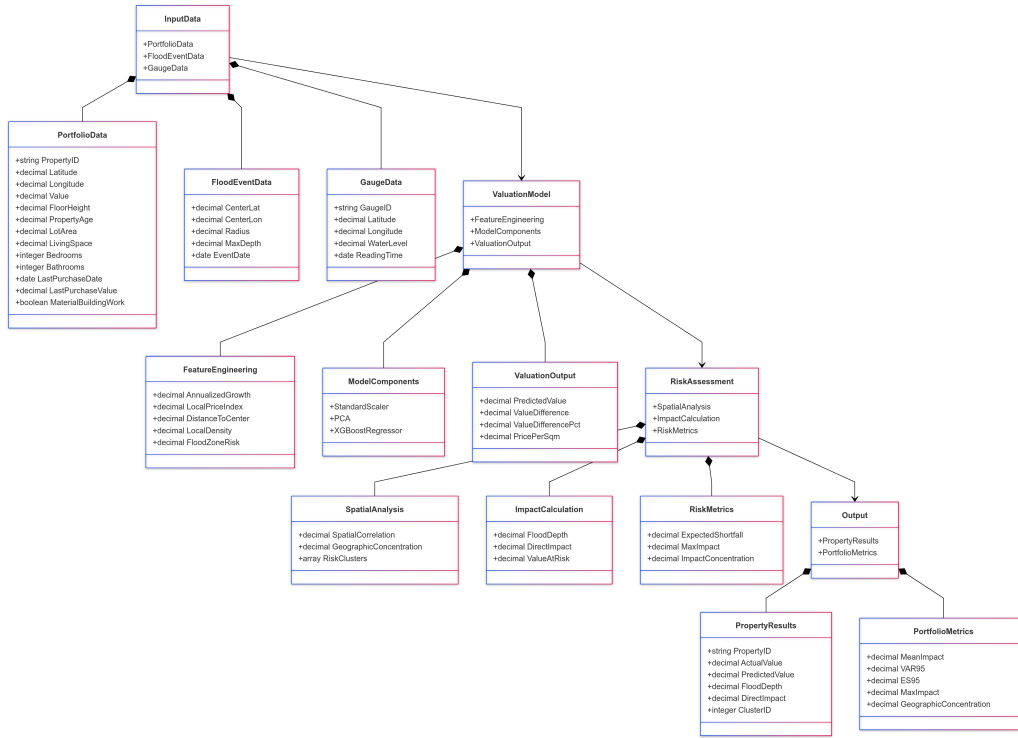 InputData
+PortfolioData
+FloodEventData
+GaugeData
PortfolioData
+string PropertyID
+decimal Latitude
+decimal Longitude
+decimal Value
+decimal FloorHeight
+decimal PropertyAge
+decimal LotArea
+decimal LivingSpace
+integer Bedrooms
+integer Bathrooms
+date LastPurchaseDate
+decimal LastPurchaseValue
+boolean MaterialBuildingWork
FloodEventData
+decimal CenterLat
+decimal CenterLon
+decimal Radius
+decimal MaxDepth
+date EventDate
GaugeData
+string GaugeID
+decimal Latitude
+decimal Longitude
+decimal WaterLevel
+date ReadingTime
ValuationModel
+FeatureEngineering
+ModelComponents
+ValuationOutput
FeatureEngineering
+decimal AnnualizedGrowth
+decimal LocalPriceIndex
+decimal DistanceToCenter
+decimal LocalDensity
+decimal FloodZoneRisk
ModelComponents
+StandardScaler
+PCA
+XGBoostRegressor
ValuationOutput
+decimal PredictedValue
+decimal ValueDifference
+decimal ValueDifferencePct
+decimal PricePerSqm
RiskAssessment
+SpatialAnalysis
+ImpactCalculation
+RiskMetrics
SpatialAnalysis
+decimal SpatialCorrelation
+decimal GeographicConcentration
+array RiskClusters
ImpactCalculation
+decimal FloodDepth
+decimal DirectImpact
+decimal ValueAtRisk
RiskMetrics
+decimal ExpectedShortfall
+decimal MaxImpact
+decimal ImpactConcentration
Output
+PropertyResults
+PortfolioMetrics
PropertyResults
+string PropertyID
+decimal ActualValue
+decimal PredictedValue
+decimal FloodDepth
+decimal DirectImpact
+integer ClusterID
PortfolioMetrics
+decimal MeanImpact
+decimal VAR95
+decimal ES95
+decimal MaxImpact
+decimal GeographicConcentration